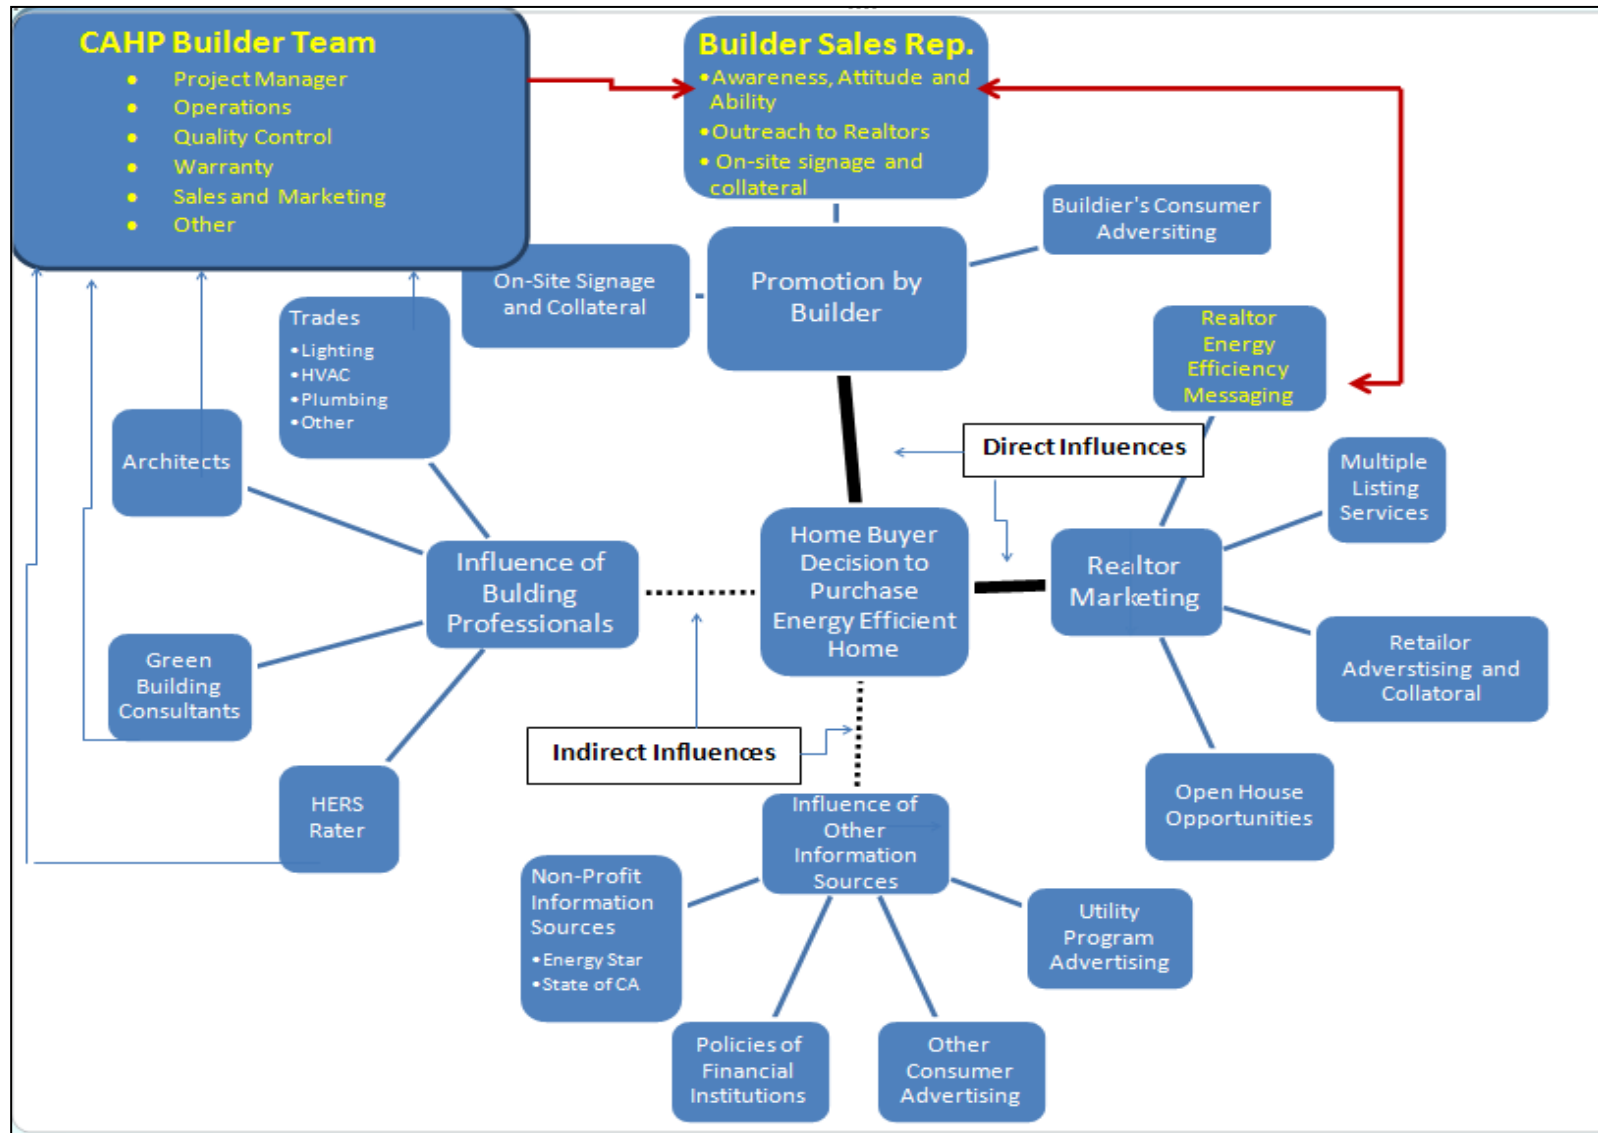 CAHP Builder Team
• Project Manager
• Operations
• Quality Control
• Warranty
• Sales and Marketing
• Other
Builder Sales Rep.
•Awareness, Attitude and
Ability
•Outreach to Realtors
• On-site signage and
collateral
Buildier's Consumer
Adversiting
On-Site Signage
and Collateral
Promotion by
Builder
Trades
•Lighting
•HVAC
•Plumbing
•Other
Realtor
Energy
Efficiency
Messaging
Architects
Direct Influences
Multiple
Listing
Services
Influence of
Bulding
Professionals
Home Buyer
Decision to
Purchase
Energy Efficient
Home
Realtor
Marketing
Green
Building
Consultants
Retailor
Adverstising and
Collatoral
Indirect Influences
HERS
Rater
Influence of
Other
Information
Sources
Open House
Opportunities
Non-Profit
Information
Sources
•Energy Star
•State of CA
Utility
Program
Advertising
Policies of
Financial
Institutions
Other
Consumer
Advertising